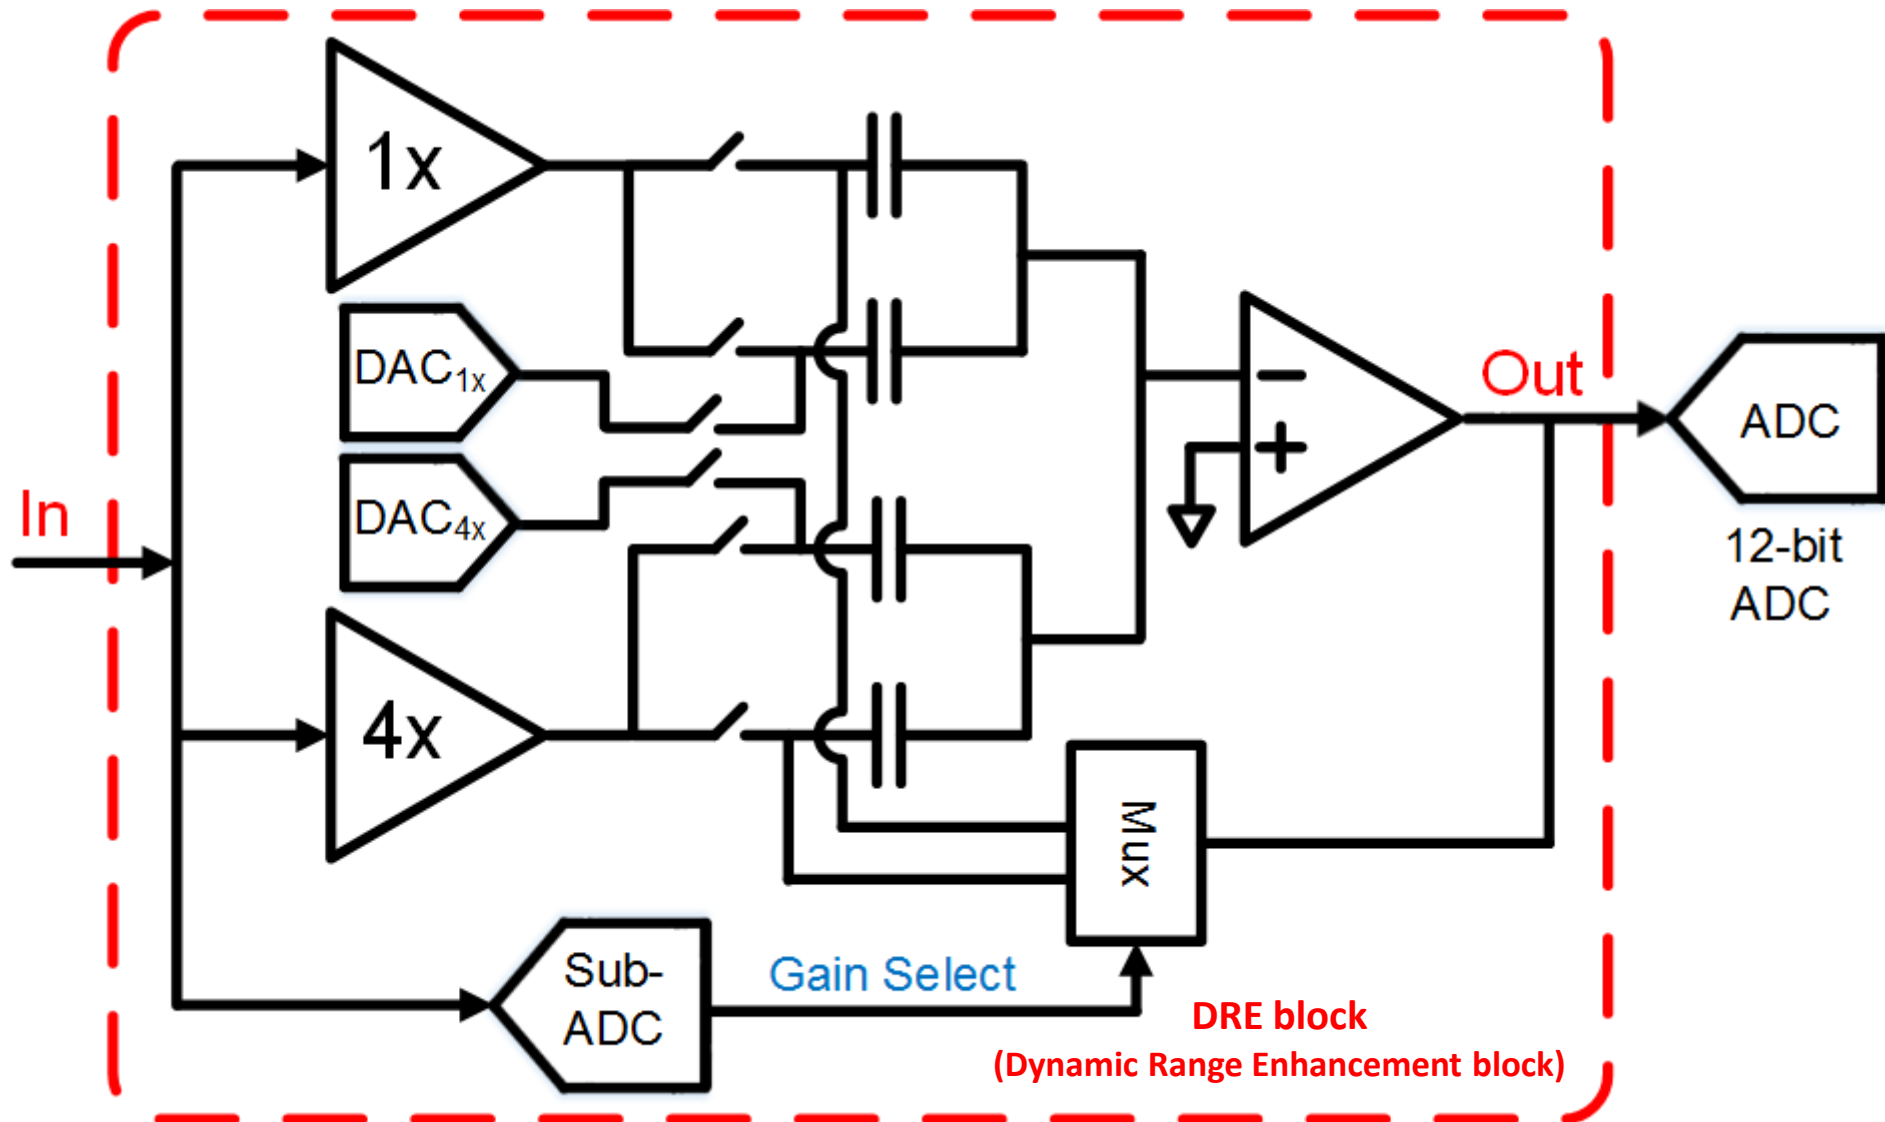 1x
DAC1x
DAC4x
In
4x
Sub-
ADC
Gain Select
Mux
−
+
Out
ADC
12-bit
ADC
DRE block
(Dynamic Range Enhancement block)